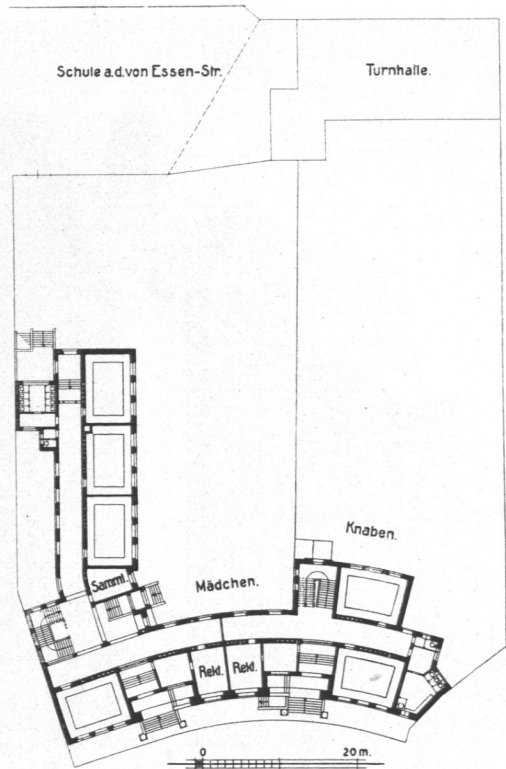 Schule a.d.von Essen-Str.
Turnhalle.
Knaben.
Samml.
Mädchen.
Rekt.
Rekt.
0
20 m.